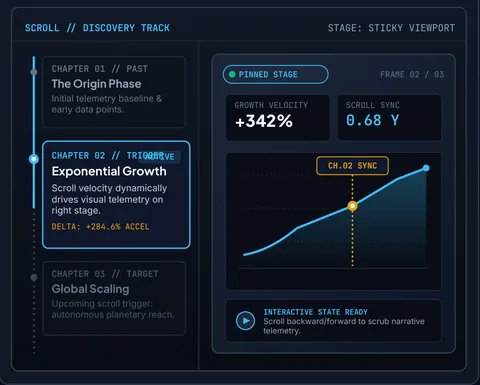 SCROLL // DISCOVERY TRACK
STAGE: STICKY VIEWPORT
CHAPTER 01 // PAST
The Origin Phase
Initial telemetry baseline &
early data points.
CHAPTER 02 // TRIGGER
ACTIVE
Exponential Growth
Scroll velocity dynamically
drives visual telemetry on
right stage.
DELTA: +284.6% ACCEL
CHAPTER 03 // TARGET
Global Scaling
Upcoming scroll trigger:
autonomous planetary reach.
PINNED STAGE
FRAME 02 / 03
GROWTH VELOCITY
+342%
SCROLL SYNC
0.68 Y
CH.02 SYNC
INTERACTIVE STATE READY
Scroll backward/forward to scrub narrative
telemetry.